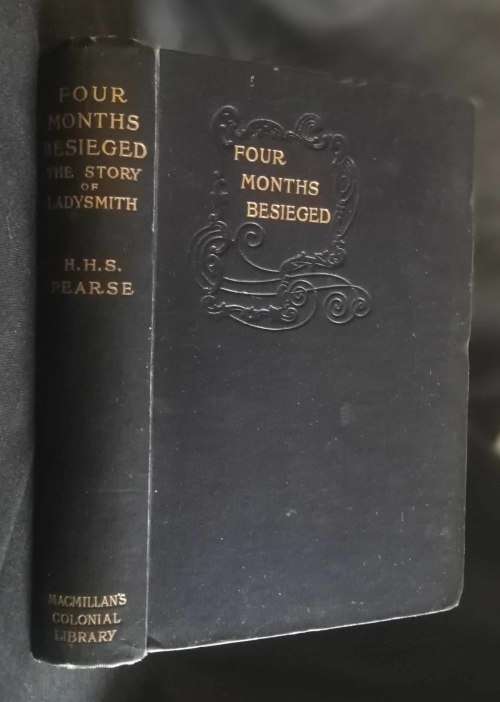 FOUR
MONTHS
BESIEGED
THE STORY
OF
LADYSMITH
H.H.S.
PEARSE
MACMILLAN'S
COLONIAL
LIBRARY
FOUR
MONTHS
BESIEGED